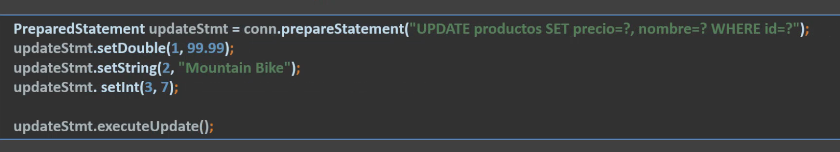 PreparedStatement updateStmt = conn.prepareStatement("UPDATE productos SET precio=?, nombre=? WHERE id=?");
updateStmt.setDouble(1, 99.99);
updateStmt.setString(2, "Mountain Bike");
updateStmt. setInt(3, 7);
updateStmt.executeUpdate();